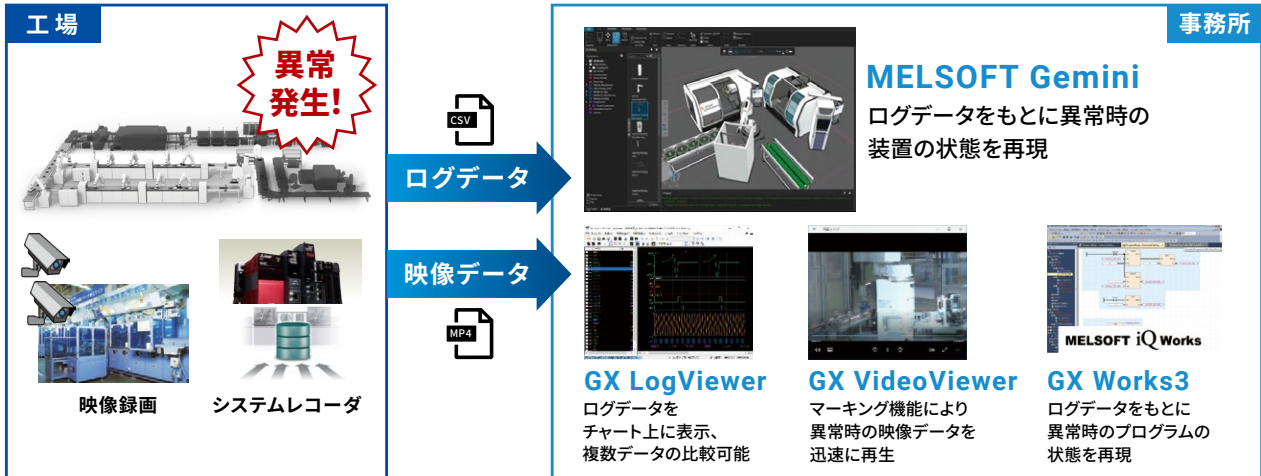 工場
異常
発生!
CSV
ログデータ
映像データ
MP4
映像録画
システムレコーダ
事務所
MELSOFT Gemini
ログデータをもとに異常時の
装置の状態を再現
GX LogViewer
ログデータを
チャート上に表示、
複数データの比較可能
GX VideoViewer
マーキング機能により
異常時の映像データを
迅速に再生
MELSOFT iQ Works
GX Works3
ログデータをもとに
異常時のプログラムの
状態を再現